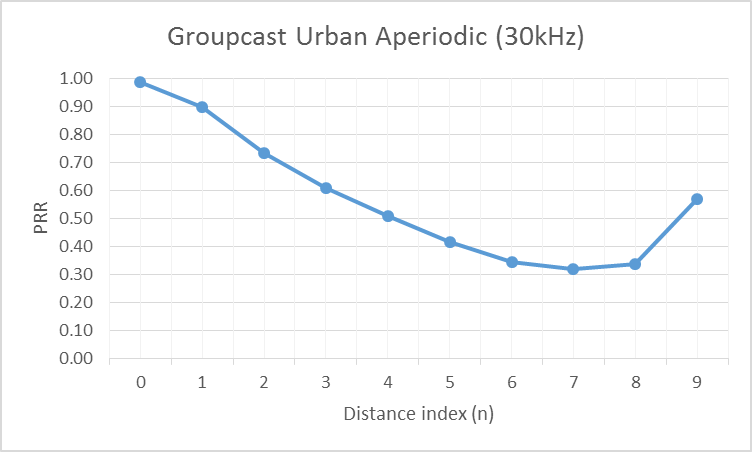 Groupcast Urban Aperiodic (30kHz)
1.00
0.90
0.80
0.70
0.60
0.50
0.40
0.30
0.20
0.10
0.00
PRR
0 1 2 3 4 5 6 7 8 9
Distance index (n)